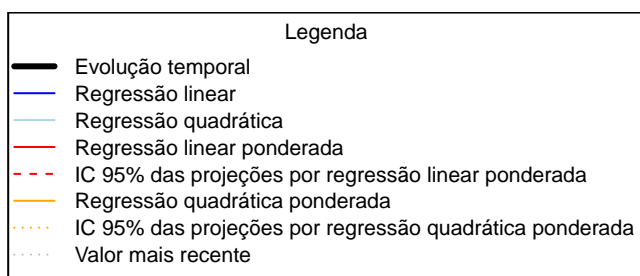 Legenda
Evolução temporal
Regressão linear
Regressão quadrática
Regressão linear ponderada
IC 95% das projeções por regressão linear ponderada
Regressão quadrática ponderada
IC 95% das projeções por regressão quadrática ponderada
Valor mais recente